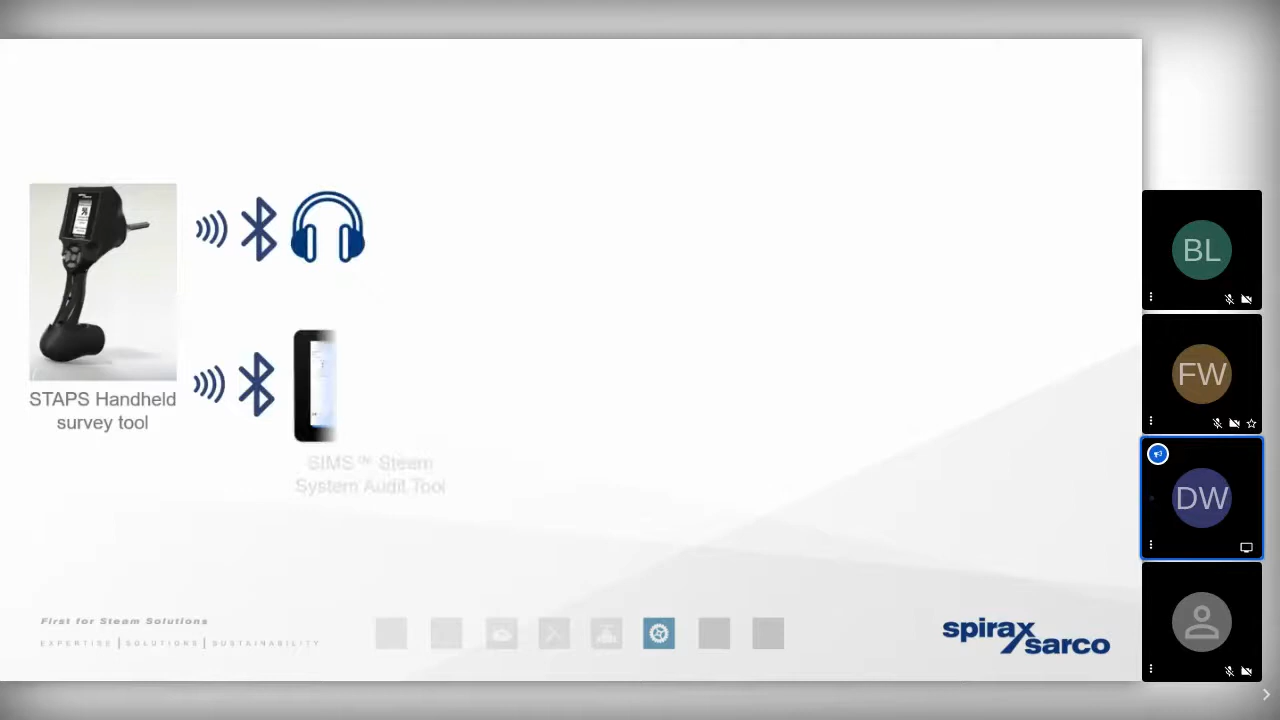 STAPS Handheld
survey tool
SIMS™ Steam
System Audit Tool
First for Steam Solutions
EXPERTISE | SOLUTIONS | SUSTAINABILITY
spirax
sarco
BL
FW
DW